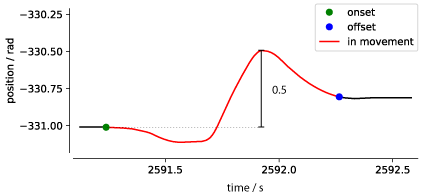 −330.25
−330.50
−330.75
−331.00
position / rad
onset
offset
in movement
0.5
2591.5
2592.0
2592.5
time / s